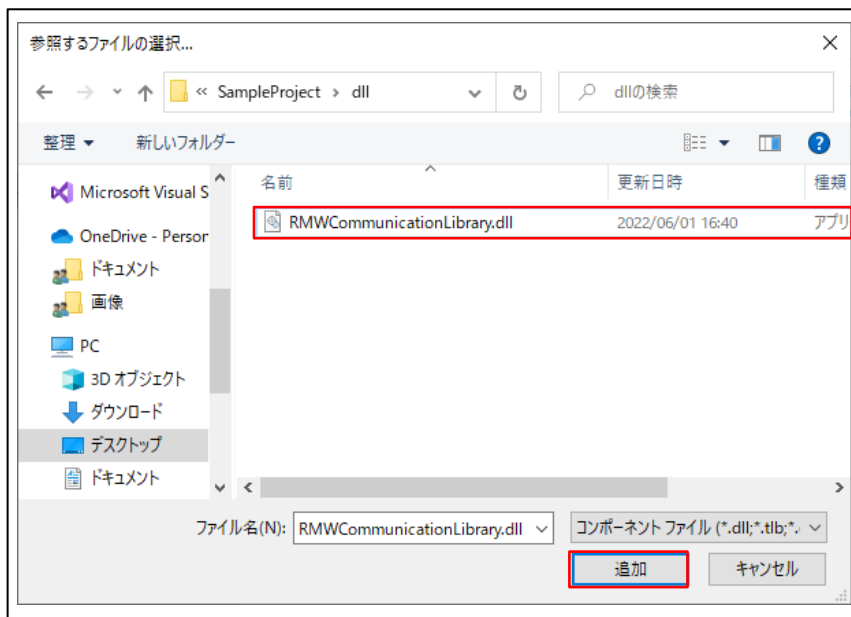 参照するファイルの選択...
« SampleProject › dll
dllの検索
整理 新しいフォルダー
名前 更新日時 種類
RMWCommunicationLibrary.dll 2022/06/01 16:40 アプリ
Microsoft Visual S
OneDrive - Person
ドキュメント
画像
PC
3D オブジェクト
ダウンロード
デスクトップ
ドキュメント
ファイル名(N): RMWCommunicationLibrary.dll コンポーネント ファイル (*.dll;*.tlb;*.
追加 キャンセル